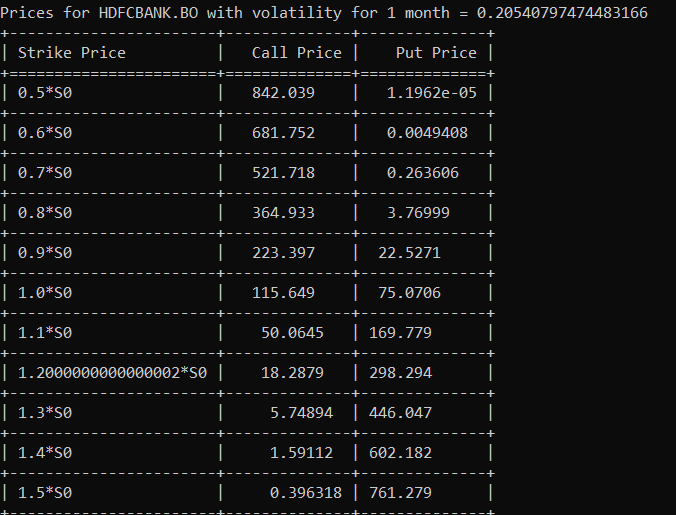 Prices for HDFCBANK.BO with volatility for 1 month = 0.20540797474483166
+-----------------------+--------------+--------------+
| Strike Price          |   Call Price |    Put Price |
+=======================+==============+==============+
| 0.5*S0                |   842.039    |   1.1962e-05 |
+-----------------------+--------------+--------------+
| 0.6*S0                |   681.752    |   0.0049408  |
+-----------------------+--------------+--------------+
| 0.7*S0                |   521.718    |   0.263606   |
+-----------------------+--------------+--------------+
| 0.8*S0                |   364.933    |   3.76999    |
+-----------------------+--------------+--------------+
| 0.9*S0                |   223.397    |  22.5271     |
+-----------------------+--------------+--------------+
| 1.0*S0                |   115.649    |  75.0706     |
+-----------------------+--------------+--------------+
| 1.1*S0                |    50.0645   | 169.779      |
+-----------------------+--------------+--------------+
| 1.2000000000000002*S0 |    18.2879   | 298.294      |
+-----------------------+--------------+--------------+
| 1.3*S0                |     5.74894  | 446.047      |
+-----------------------+--------------+--------------+
| 1.4*S0                |     1.59112  | 602.182      |
+-----------------------+--------------+--------------+
| 1.5*S0                |     0.396318 | 761.279      |
+-----------------------+--------------+--------------+